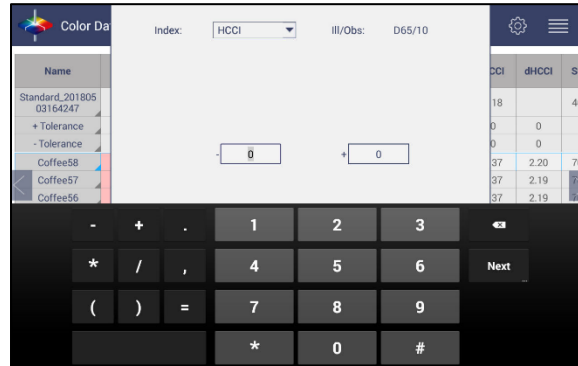 Color Da
Index: HCCI Ill/Obs: D65/10
Name CCI dHCCI S
Standard_201805
03164247 18 4
+ Tolerance 0 0
- Tolerance 0 0
Coffee58 37 2.20 7
Coffee57 37 2.19 7
Coffee56 37 2.19
- 0 + 0
- + . 1 2 3
* / , 4 5 6 Next ...
( ) = 7 8 9
* 0 #